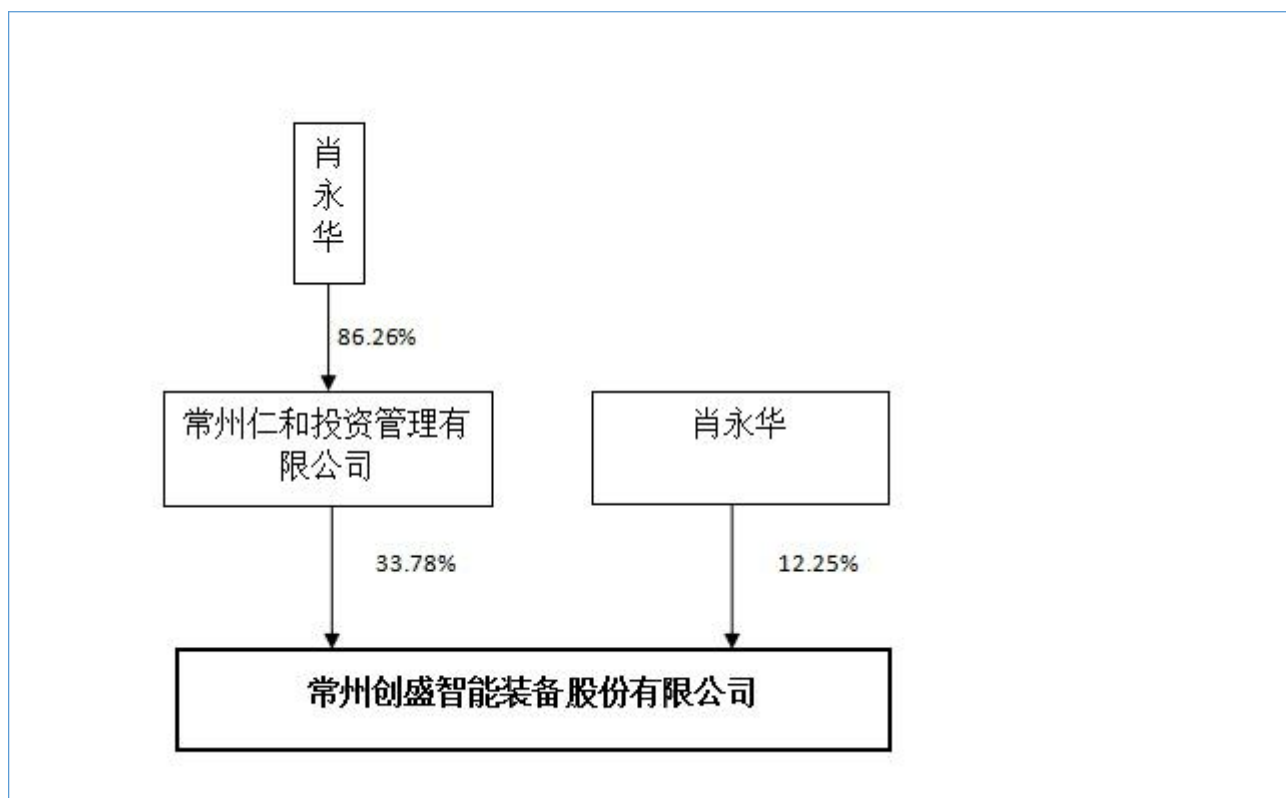 肖
永
华
86.26%
常州仁和投资管理有
限公司
肖永华
33.78%
12.25%
常州创盛智能装备股份有限公司